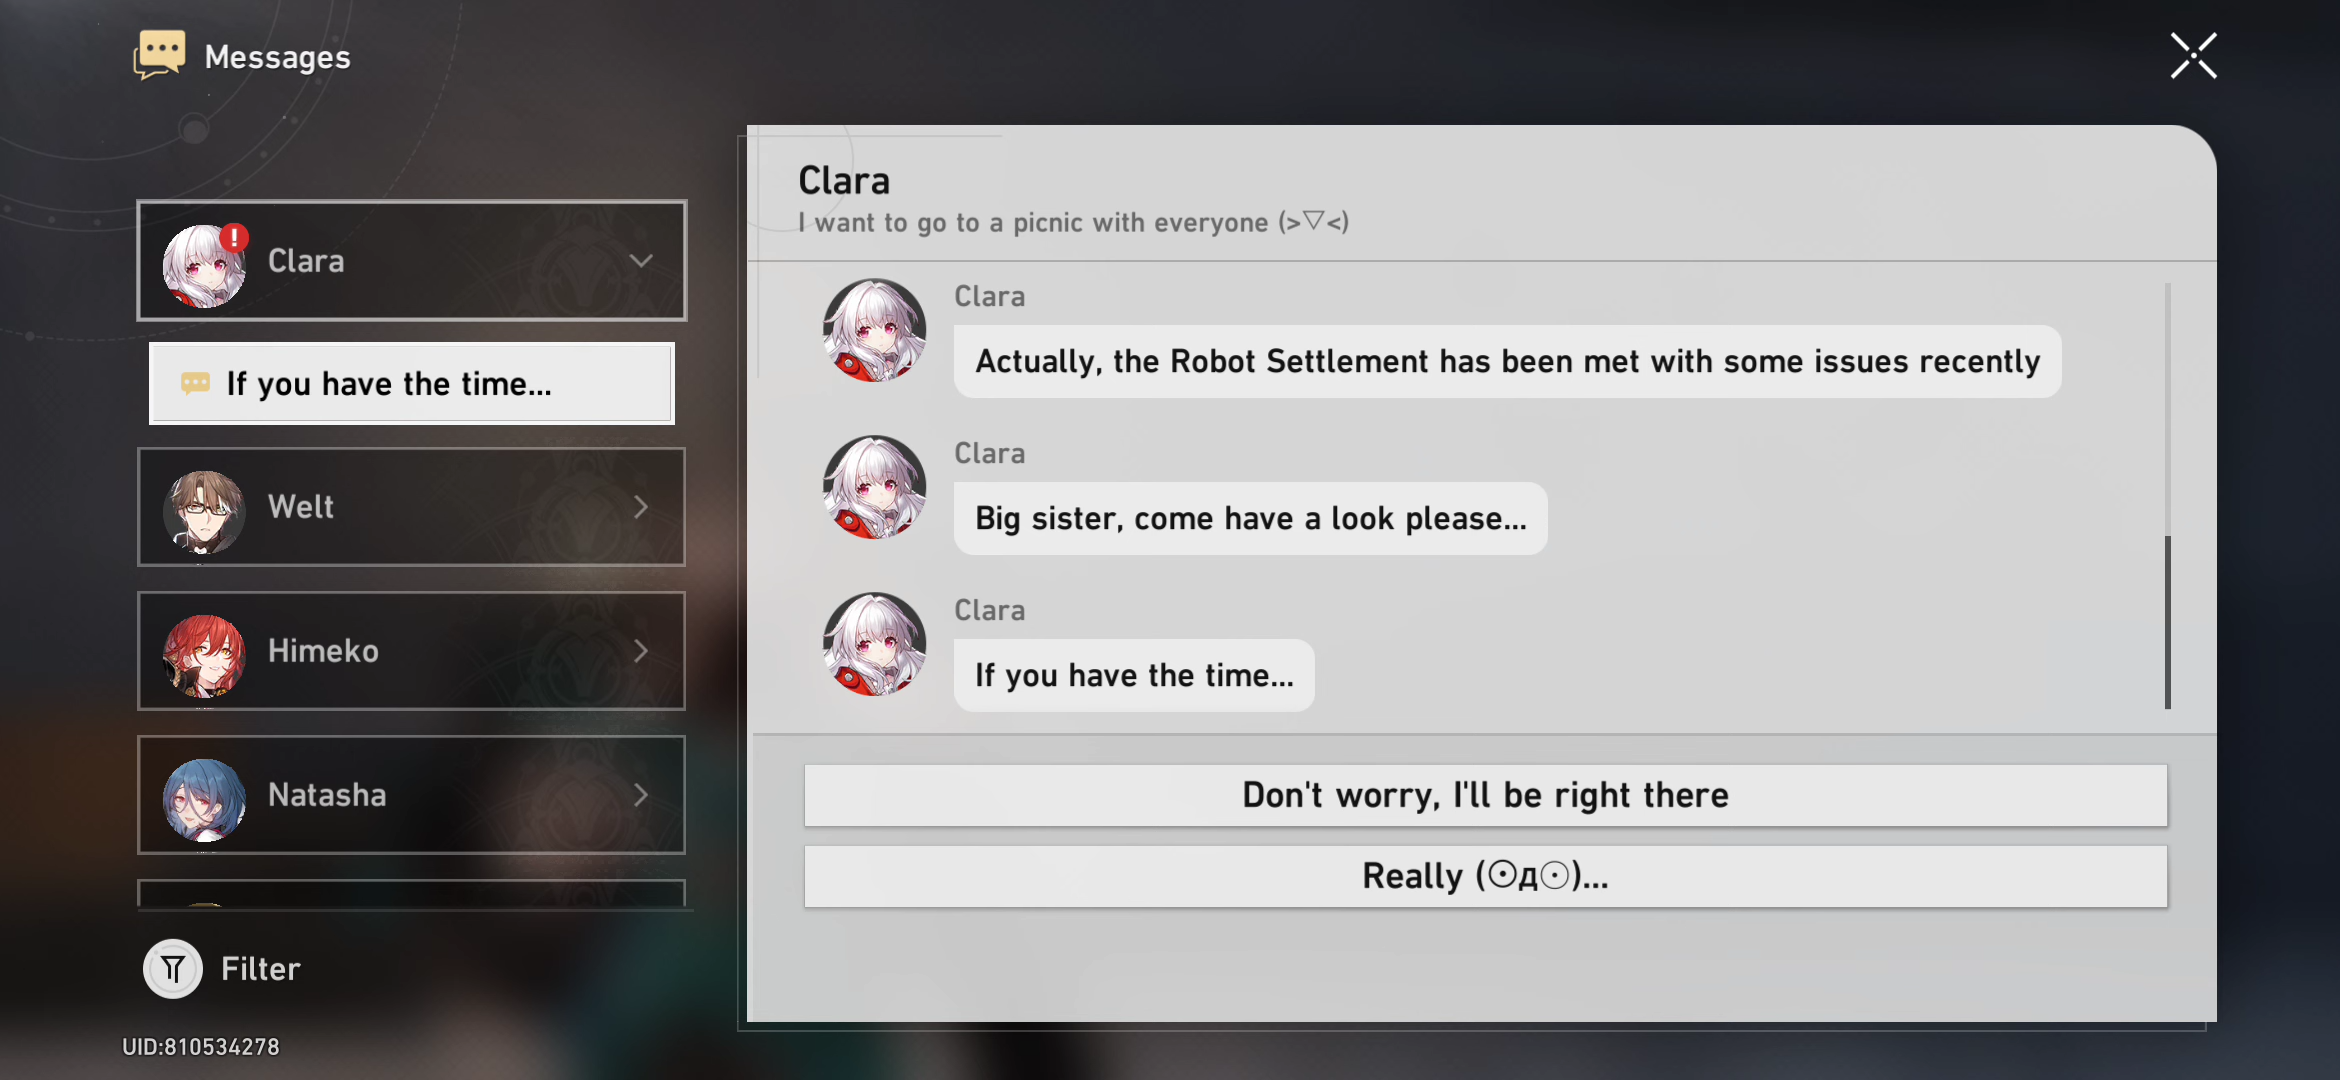 Messages
Clara
If you have the time...
Welt
Himeko
Natasha
Filter
UID:810534278
Clara
I want to go to a picnic with everyone (>▽<)
Clara
Actually, the Robot Settlement has been met with some issues recently
Clara
Big sister, come have a look please...
Clara
If you have the time...
Don't worry, I'll be right there
Really (⊙д⊙)...